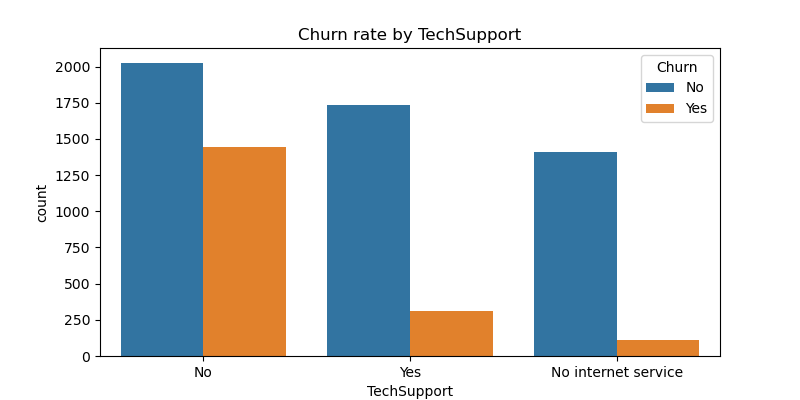 Churn rate by TechSupport
2000
1750
1500
1250
1000
750
500
250
0
count
Churn
No
Yes
No
Yes
No internet service
TechSupport